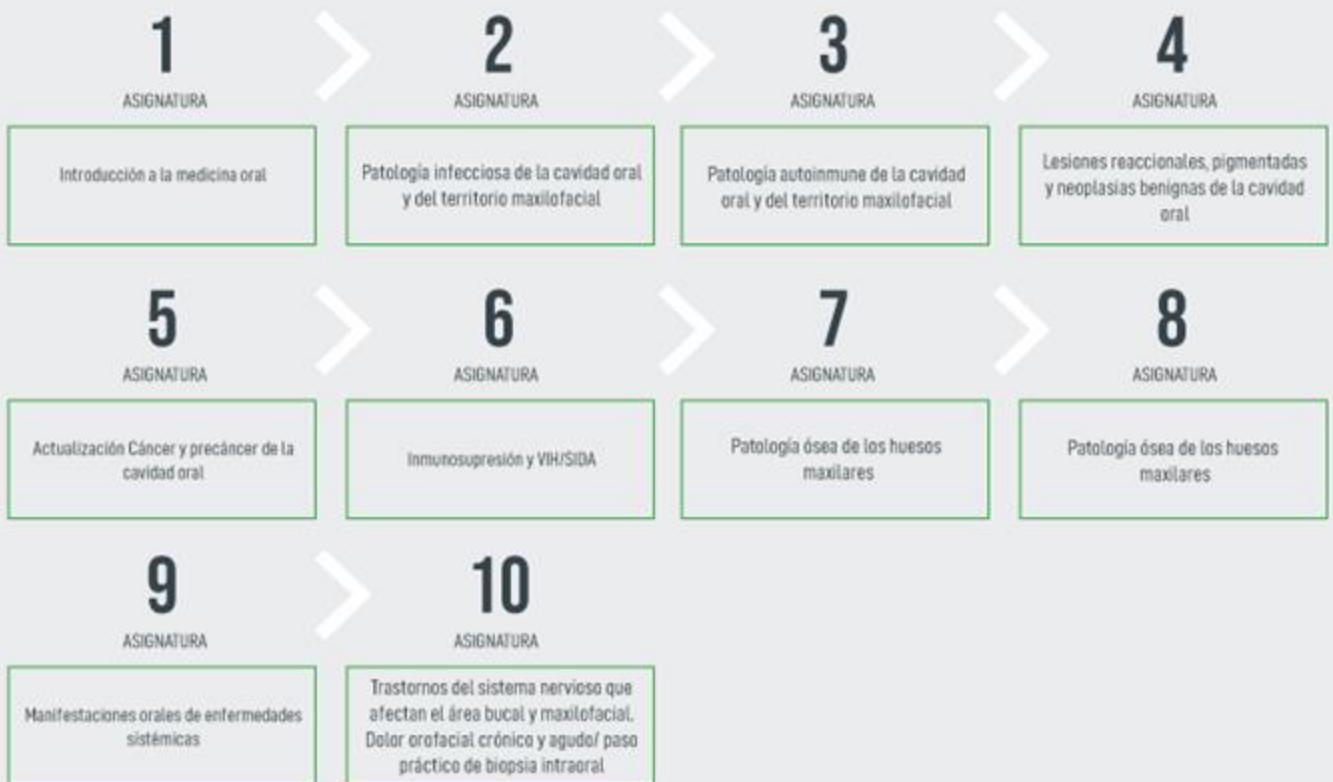 1
ASIGNATURA
Introducción a la medicina oral
2
ASIGNATURA
Patología infecciosa de la cavidad oral
y del territorio maxilofacial
3
ASIGNATURA
Patología autoinmune de la cavidad
oral y del territorio maxilofacial
4
ASIGNATURA
Lesiones reaccionales, pigmentadas
y neoplasias benignas de la cavidad
oral
5
ASIGNATURA
Actualización Cáncer y precáncer de la
cavidad oral
6
ASIGNATURA
Inmunosupresión y VIH/SIDA
7
ASIGNATURA
Patología ósea de los huesos
maxilares
8
ASIGNATURA
Patología ósea de los huesos
maxilares
9
ASIGNATURA
Manifestaciones orales de enfermedades
sistémicas
10
ASIGNATURA
Trastornos del sistema nervioso que
afectan el área bucal y maxilofacial.
Dolor orofacial crónico y agudo/ paso
práctico de biopsia intraoral